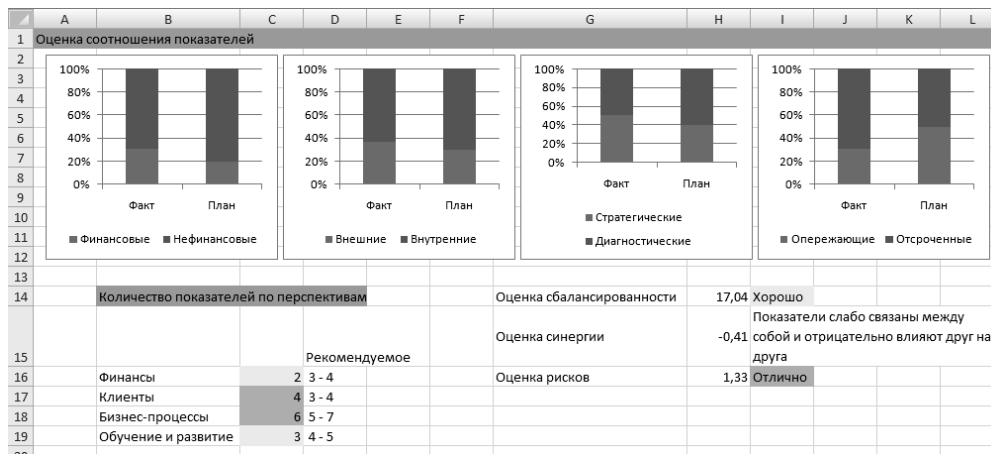 A B C D E F G H I J K L
1 Оценка соотношения показателей
2
3
4
5
6
7
8
9
10
11
12
100% 80% 60% 40% 20% 0%
Факт План
Финансовые Нефинансовые
100% 80% 60% 40% 20% 0%
Факт План
Внешние Внутренние
100% 80% 60% 40% 20% 0%
Факт План
Стратегические
Диагностические
100% 80% 60% 40% 20% 0%
Факт План
Опережающие Отсроченные
13
14 Количество показателей по перспективам Оценка сбалансированности 17,04 Хорошо
Показатели слабо связаны между
Оценка синергии -0,41 собой и отрицательно влияют друг на
15 Рекомендуемое друга
16 Финансы 2 3 - 4 Оценка рисков 1,33 Отлично
17 Клиенты 4 3 - 4
18 Бизнес-процессы 6 5 - 7
19 Обучение и развитие 3 4 - 5